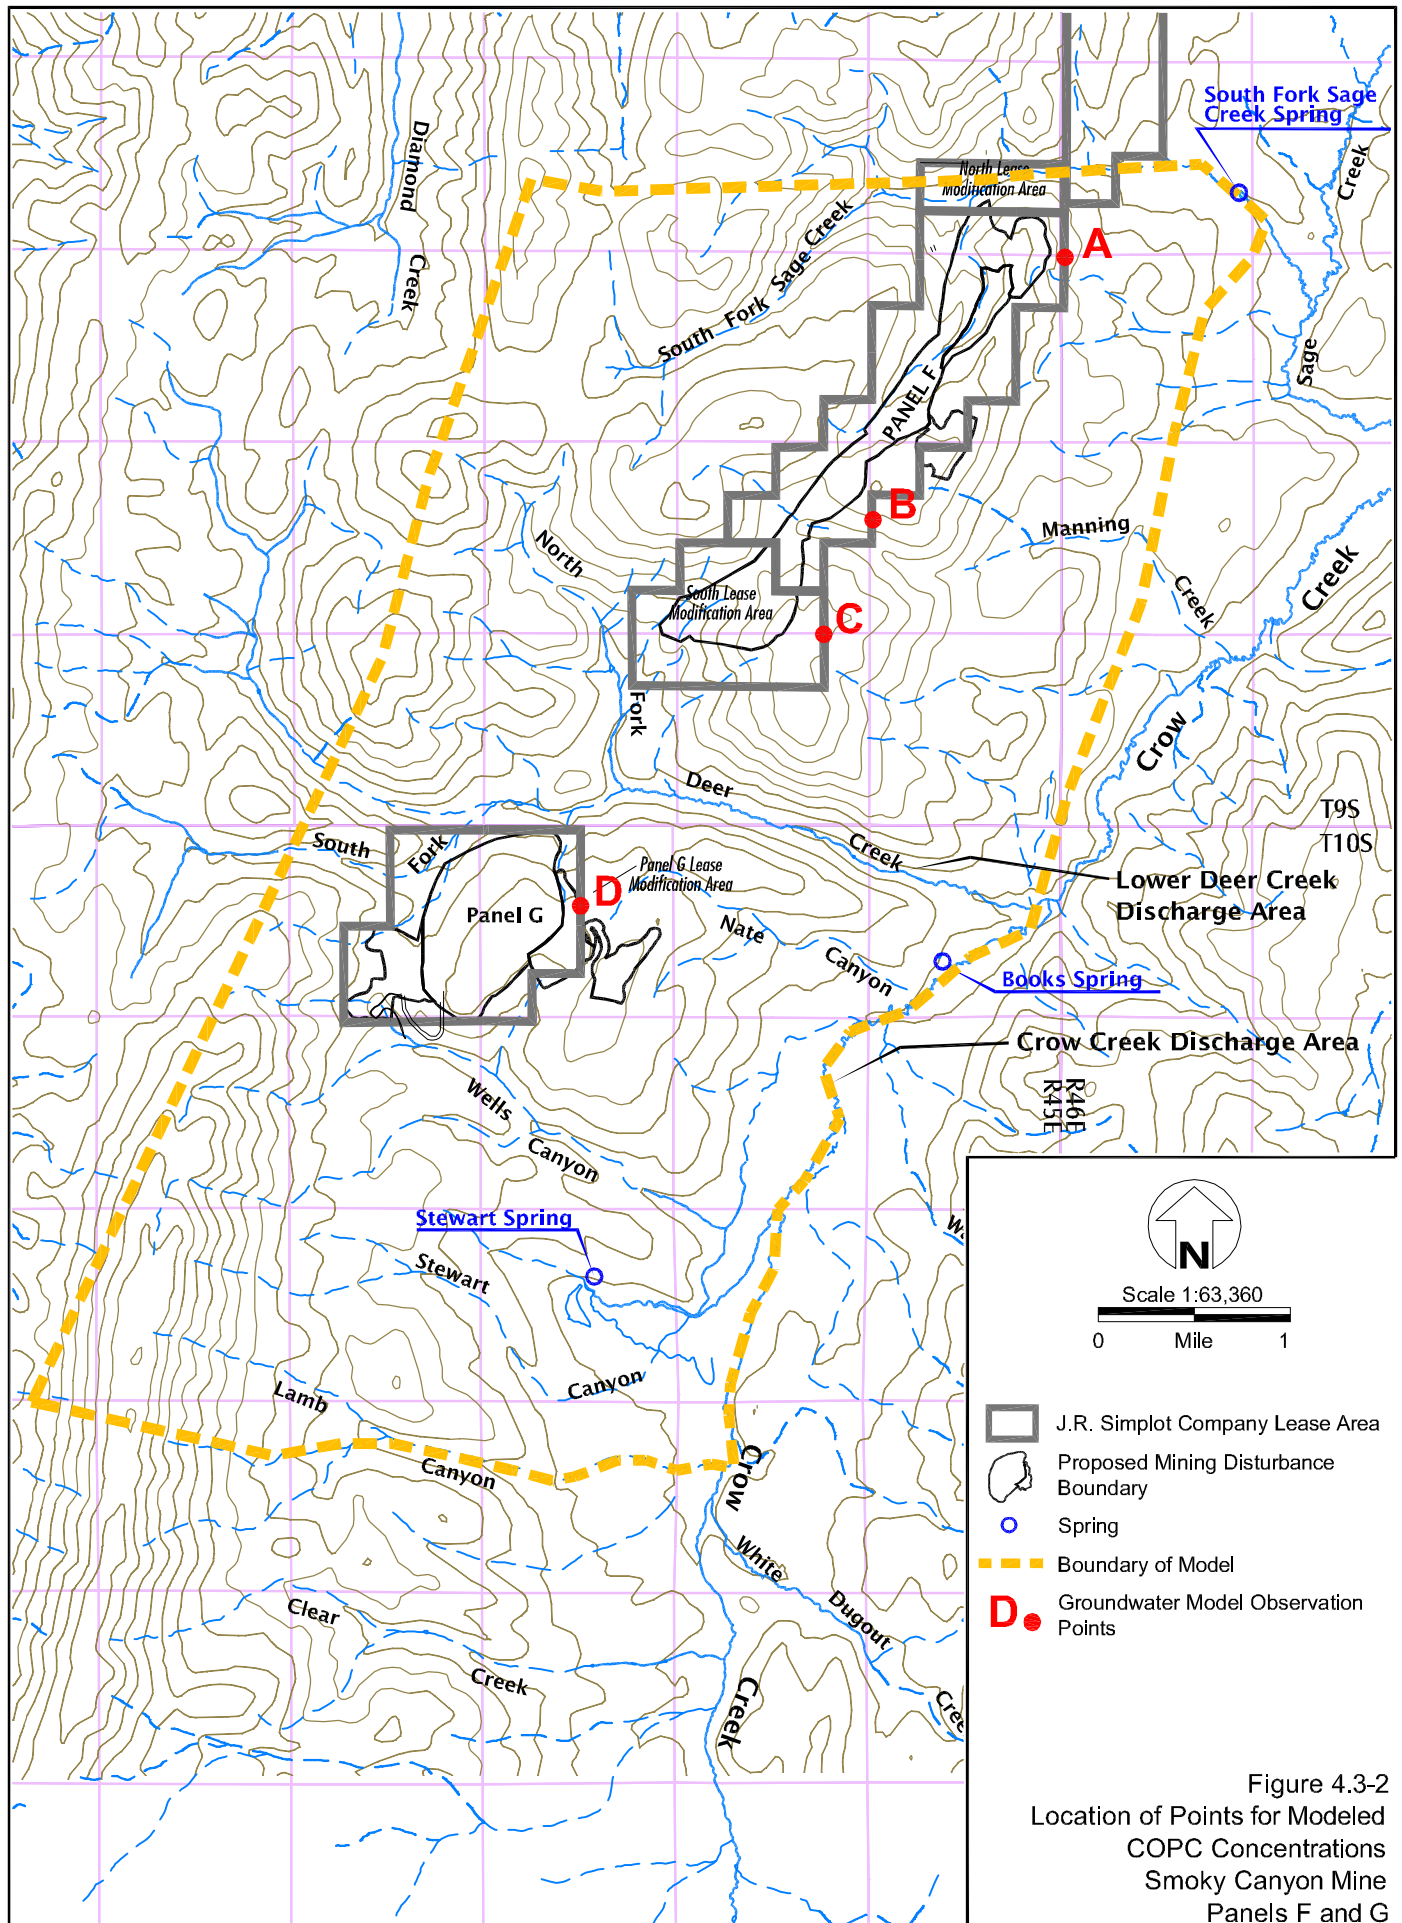 South Fork Sage
Creek Spring
Diamond
Creek
Creek
North Lease
Modification Area
A
South Fork Sage Creek
Sage
PANEL F
B
Manning
Creek
North
Fork
South Lease
Modification Area
C
Creek
Crow
Deer
Creek
T9S
T10S
South
Fork
Panel G Lease
Modification Area
D
Panel G
Lower Deer Creek
Discharge Area
Nate
Canyon
Books Spring
Crow Creek Discharge Area
R46E
R45E
Wells
Canyon
Stewart Spring
Stewart
Canyon
Lamb
Canyon
Crow
White
Dugout
Clear
Creek
Creek
N
Scale 1:63,360
0 Mile 1
J.R. Simplot Company Lease Area
Proposed Mining Disturbance
Boundary
Spring
Boundary of Model
D
Groundwater Model Observation
Points
Figure 4.3-2
Location of Points for Modeled
COPC Concentrations
Smoky Canyon Mine
Panels F and G